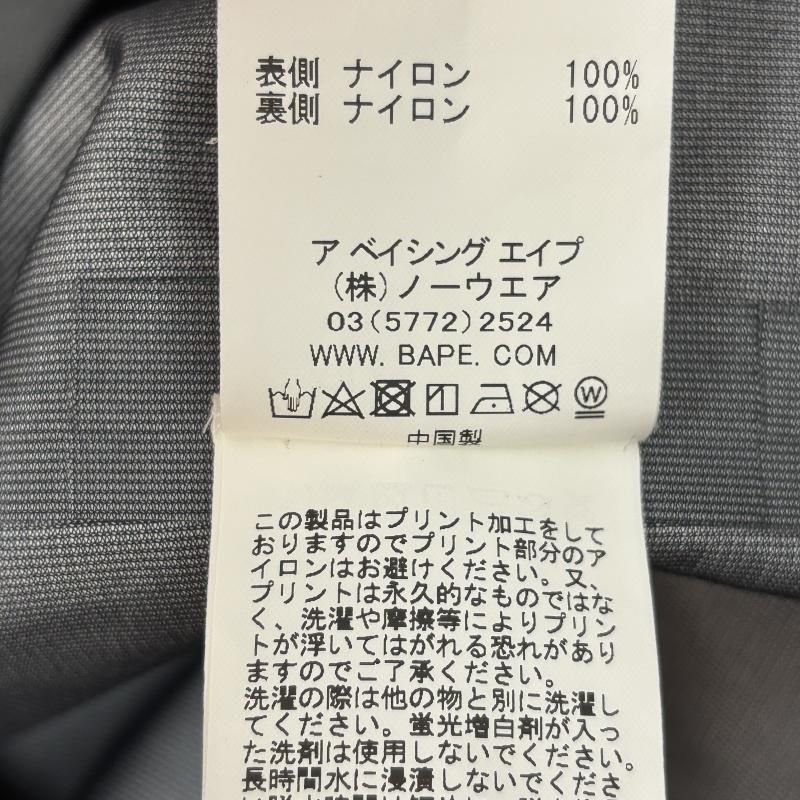 表側 ナイロン 100%
裏側 ナイロン 100%
ア ベイシング エイプ
(株)ノーウエア
03(5772)2524
WWW. BAPE. COM
W
中国製
この製品はプリント加工をして
おりますのでプリント部分のア
イロンはお避けください。又、
プリントは永久的なものではな
く、洗濯や摩擦等によりプリン
トが浮いてはがれる恐れがあり
ますのでご了承ください。
洗濯の際は他の物と別に洗濯し
てください。蛍光増白剤が入っ
た洗剤は使用しないでください。
長時間水に浸漬しないでくださ